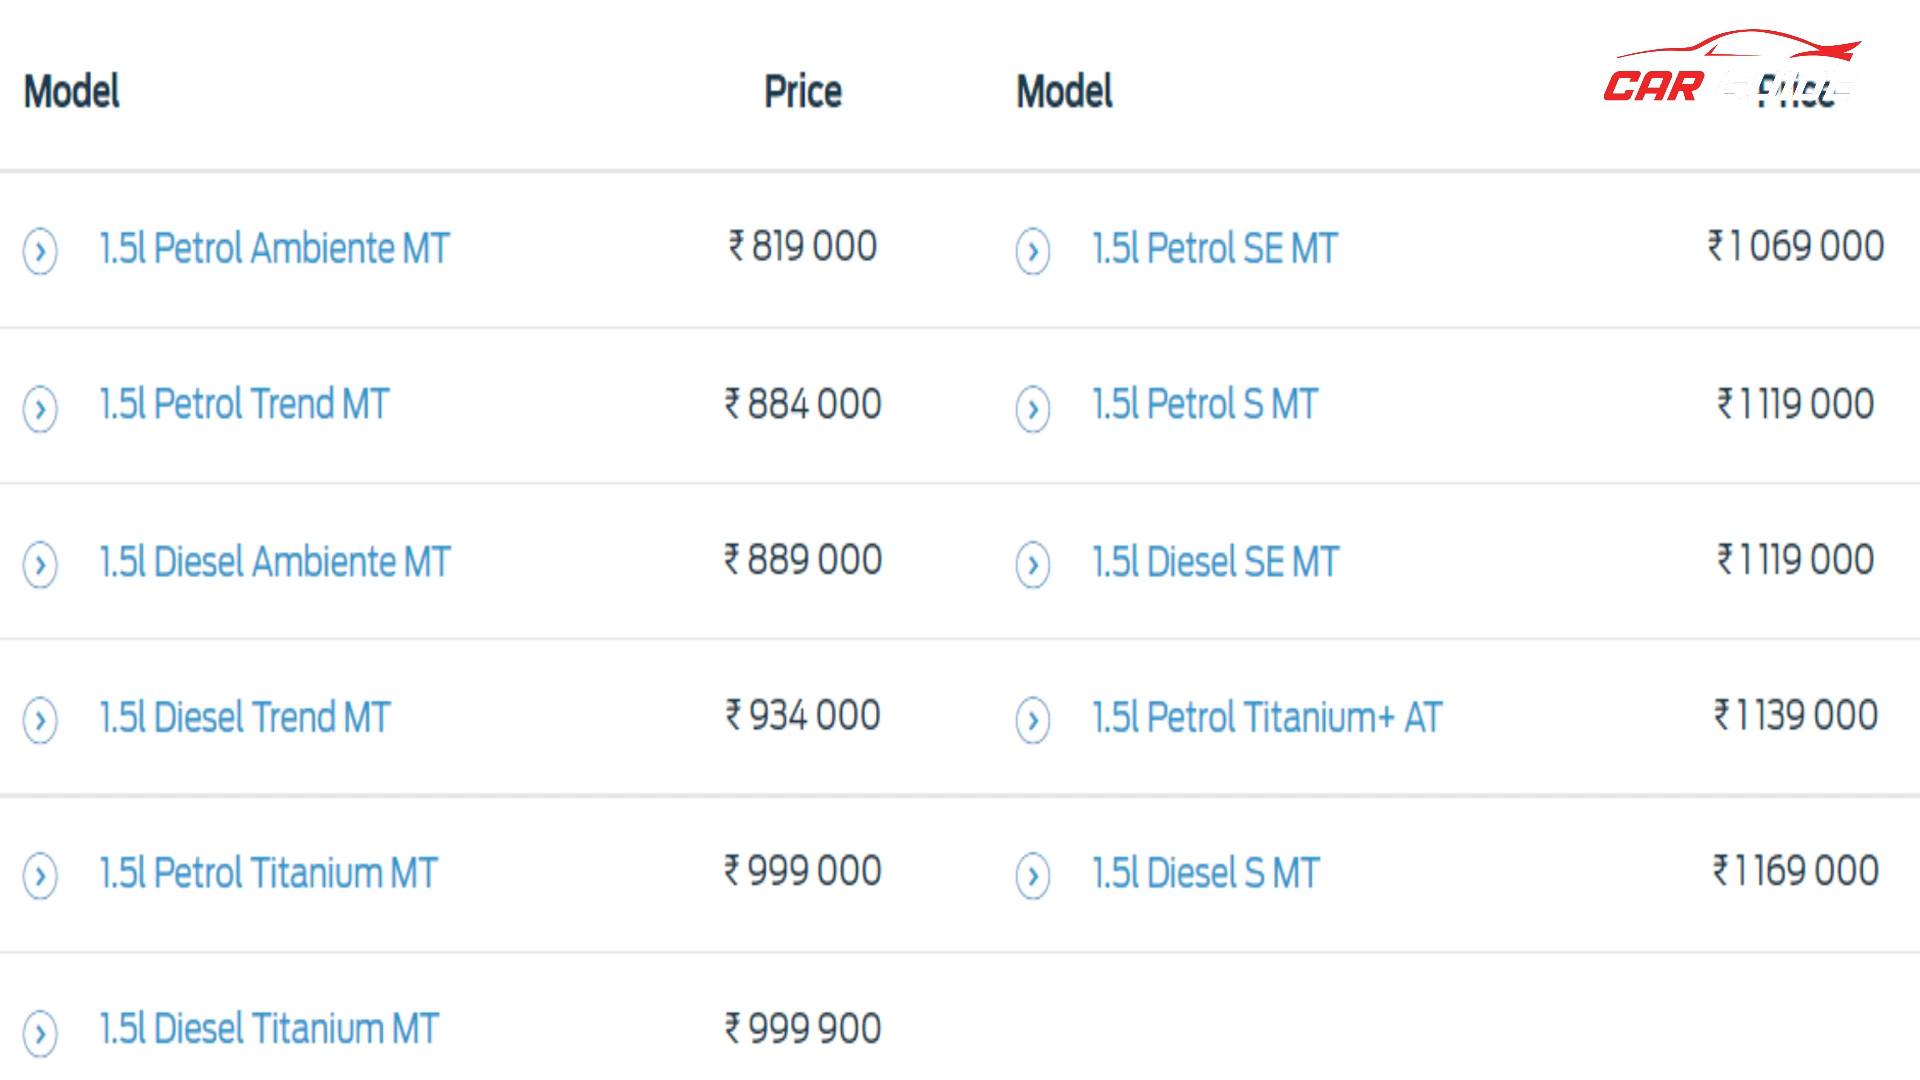 Model Price Model Price
CAR GUIDE
1.5l Petrol Ambiente MT ₹ 819 000 1.5l Petrol SE MT ₹ 1 069 000
1.5l Petrol Trend MT ₹ 884 000 1.5l Petrol S MT ₹ 1 119 000
1.5l Diesel Ambiente MT ₹ 889 000 1.5l Diesel SE MT ₹ 1 119 000
1.5l Diesel Trend MT ₹ 934 000 1.5l Petrol Titanium+ AT ₹ 1 139 000
1.5l Petrol Titanium MT ₹ 999 000 1.5l Diesel S MT ₹ 1 169 000
1.5l Diesel Titanium MT ₹ 999 900